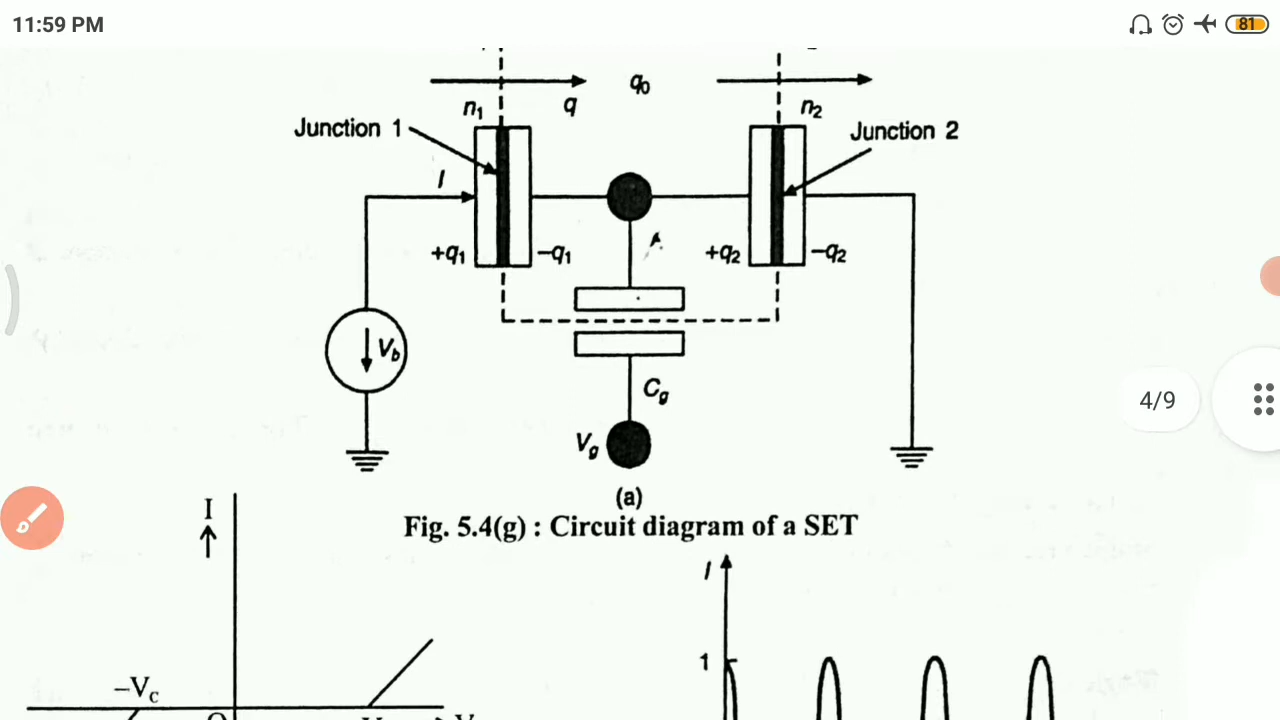 11:59 PM
81
q₀
n₁
q
n₂
Junction 1
Junction 2
I
+q₁
−q₁
+q₂
−q₂
V_b
C_g
4/9
V_g
(a)
Fig. 5.4(g) : Circuit diagram of a SET
I
I
1
−V_c